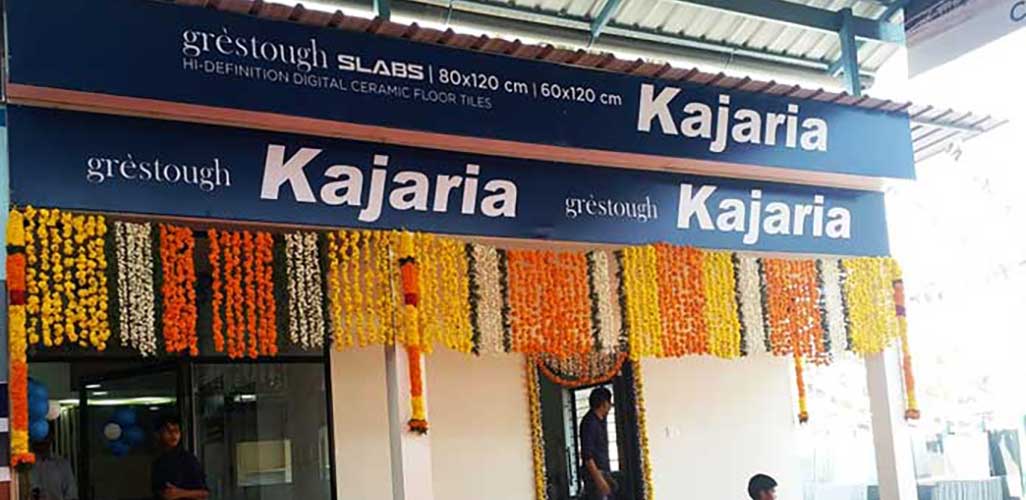 grèstough SLABS | 80x120 cm | 60x120 cm Kajaria
HI-DEFINITION DIGITAL CERAMIC FLOOR TILES
grèstough Kajaria grèstough Kajaria
C